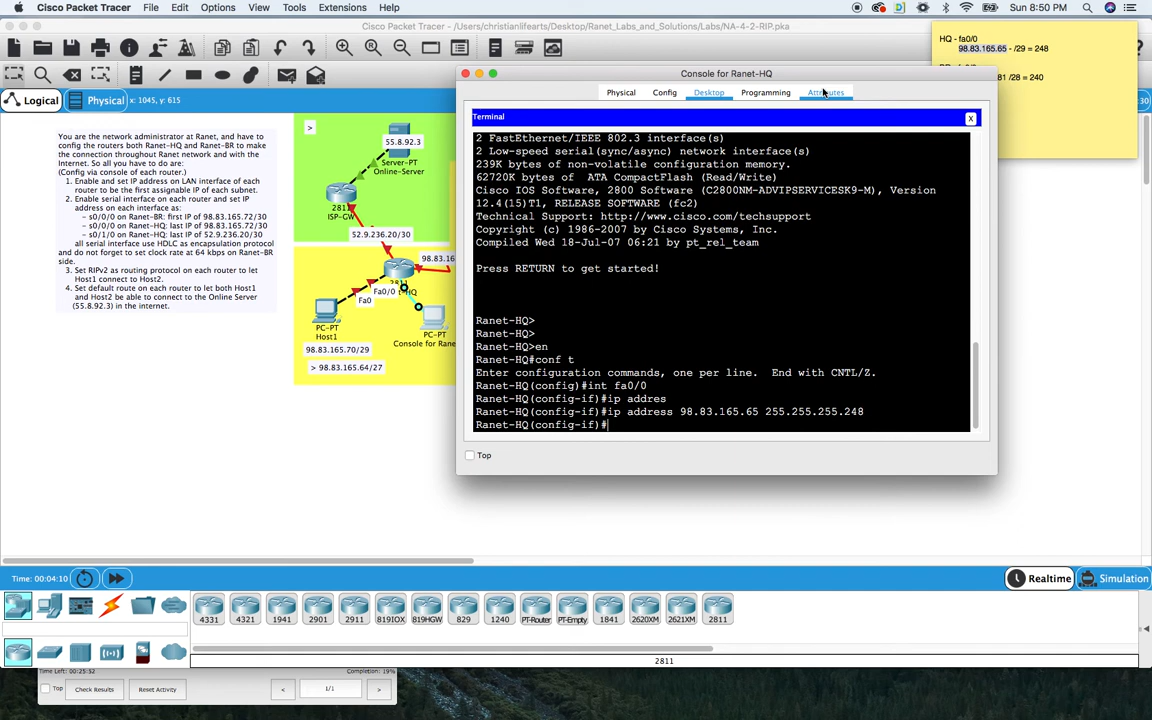 Cisco Packet Tracer File Edit Options View Tools Extensions Help Sun 8:50 PM
Cisco Packet Tracer - /Users/christianlifearts/Desktop/Ranet_Labs_and_Solutions/Labs/NA-4-2-RIP.pka
HQ - fa0/0
98.83.165.65 - /29 = 248
81 /28 = 240
Logical Physical x: 1045, y: 615
:30
Console for Ranet-HQ
Physical Config Desktop Programming Attributes
Terminal
X
2 FastEthernet/IEEE 802.3 interface(s)
2 Low-speed serial(sync/async) network interface(s)
239K bytes of non-volatile configuration memory.
62720K bytes of ATA CompactFlash (Read/Write)
Cisco IOS Software, 2800 Software (C2800NM-ADVIPSERVICESK9-M), Version
12.4(15)T1, RELEASE SOFTWARE (fc2)
Technical Support: http://www.cisco.com/techsupport
Copyright (c) 1986-2007 by Cisco Systems, Inc.
Compiled Wed 18-Jul-07 06:21 by pt_rel_team
Press RETURN to get started!
Ranet-HQ>
Ranet-HQ>
Ranet-HQ>en
Ranet-HQ#conf t
Enter configuration commands, one per line. End with CNTL/Z.
Ranet-HQ(config)#int fa0/0
Ranet-HQ(config-if)#ip addres
Ranet-HQ(config-if)#ip address 98.83.165.65 255.255.255.248
Ranet-HQ(config-if)#
Top
You are the network administrator at Ranet, and have to
config the routers both Ranet-HQ and Ranet-BR to make
the connection throughout Ranet network and with the
Internet. So all you have to do are:
(Config via console of each router.)
1. Enable and set IP address on LAN interface of each
router to be the first assignable IP of each subnet.
2. Enable serial interface on each router and set IP
address on each interface as:
- s0/0/0 on Ranet-BR: first IP of 98.83.165.72/30
- s0/0/0 on Ranet-HQ: last IP of 98.83.165.72/30
- s0/1/0 on Ranet-HQ: last IP of 52.9.236.20/30
all serial interface use HDLC as encapsulation protocol
and do not forget to set clock rate at 64 kbps on Ranet-BR
side.
3. Set RIPv2 as routing protocol on each router to let
Host1 connect to Host2.
4. Set default route on each router to let both Host1
and Host2 be able to connect to the Online Server
(55.8.92.3) in the internet.
>
55.8.92.3
Server-PT
Online-Server
2811
ISP-GW
52.9.236.20/30
98.83.16
Fa0/0
Fa0
PC-PT
Host1
PC-PT
Console for Rane
98.83.165.70/29
> 98.83.165.64/27
Time: 00:04:10 Realtime Simulation
4331 4321 1941 2901 2911 819IOX 819HGW 829 1240 PT-Router PT-Empty 1841 2620XM 2621XM 2811
2811
Time Left: 00:25:52 Completion: 19%
Top Check Results Reset Activity < 1/1 >